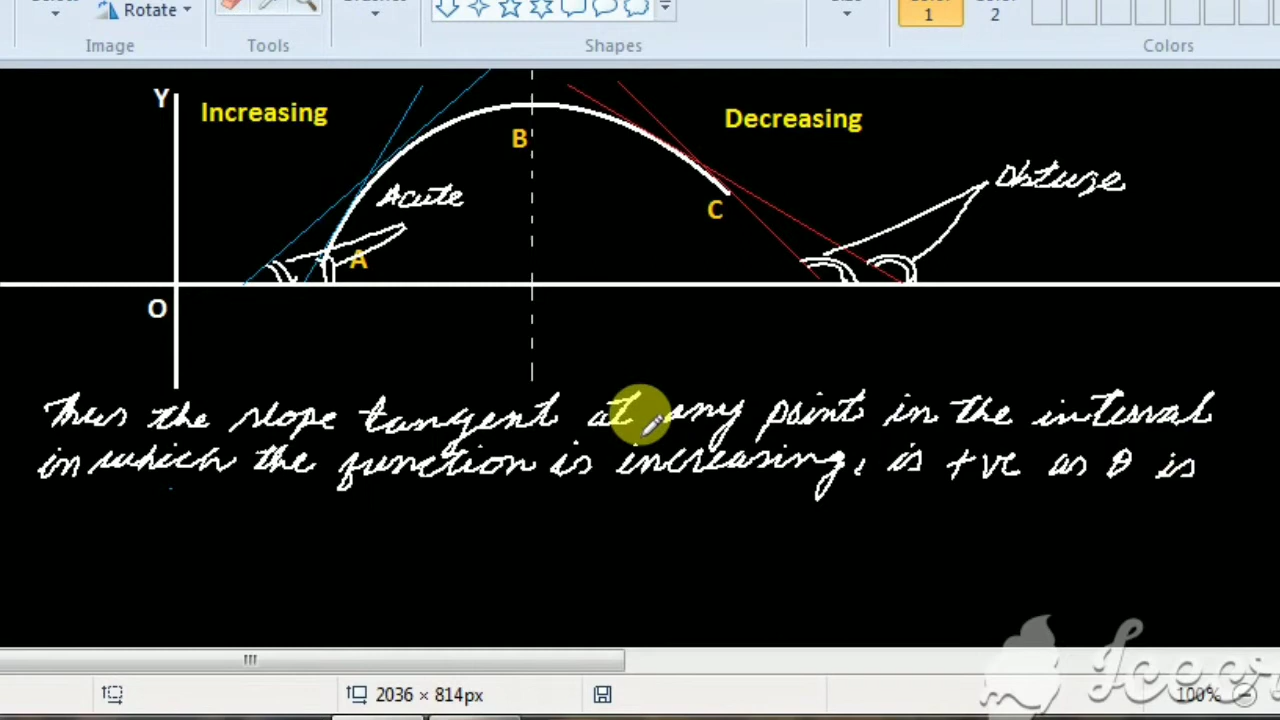 Rotate
Image
Tools
Shapes
1
2
Colors
Y
Increasing
Decreasing
B
Obtuse
Acute
C
A
O
Thus the slope tangent at any point in the interval
in which the function is increasing, is +ve as θ is
2036 × 814px
100%